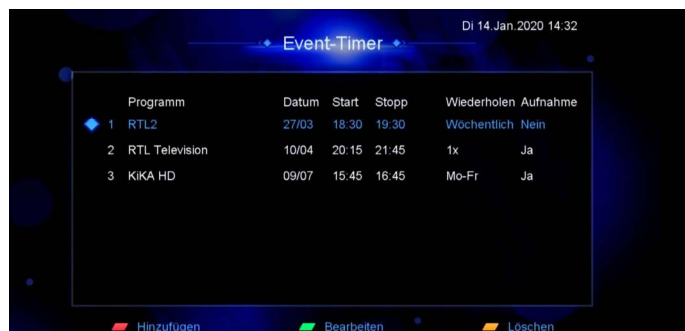 Di 14.Jan.2020 14:32
Event-Timer
Programm Datum Start Stopp Wiederholen Aufnahme
1 RTL2 27/03 18:30 19:30 Wöchentlich Nein
2 RTL Television 10/04 20:15 21:45 1x Ja
3 KiKA HD 09/07 15:45 16:45 Mo-Fr Ja
Hinzufügen Bearbeiten Löschen